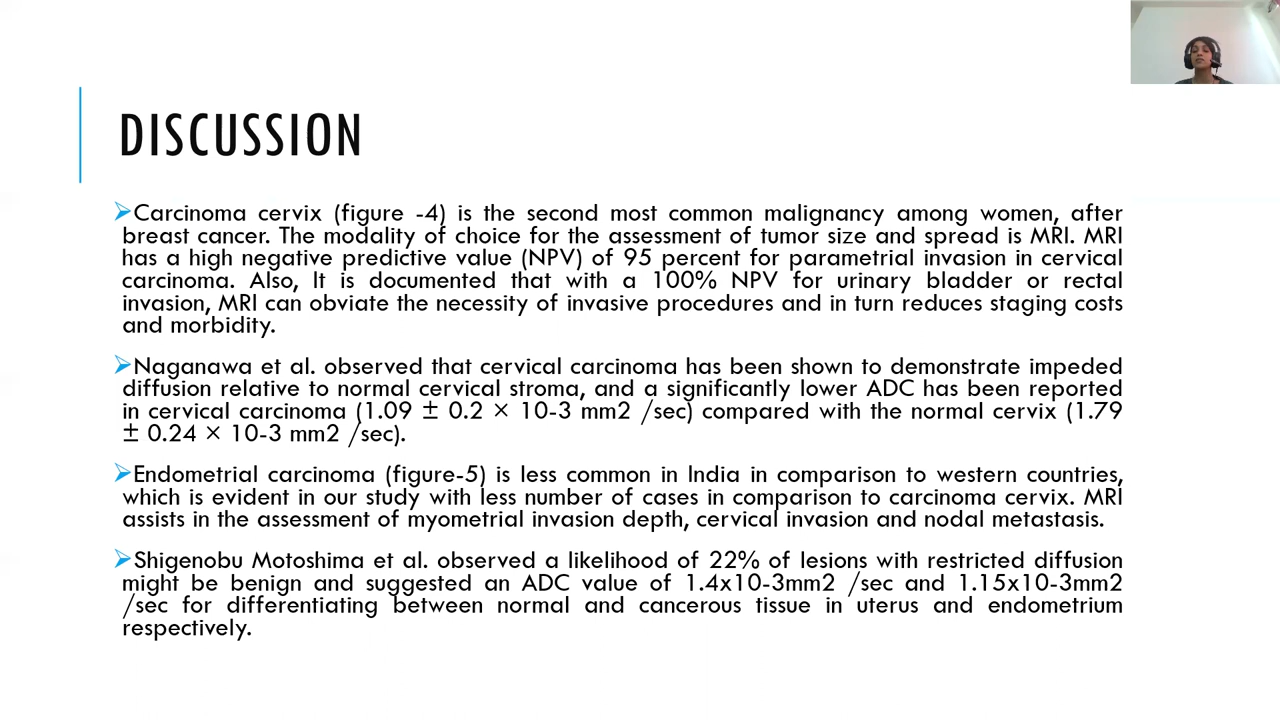 DISCUSSION
➢Carcinoma cervix (figure -4) is the second most common malignancy among women, after
breast cancer. The modality of choice for the assessment of tumor size and spread is MRI. MRI
has a high negative predictive value (NPV) of 95 percent for parametrial invasion in cervical
carcinoma. Also, It is documented that with a 100% NPV for urinary bladder or rectal
invasion, MRI can obviate the necessity of invasive procedures and in turn reduces staging costs
and morbidity.
➢Naganawa et al. observed that cervical carcinoma has been shown to demonstrate impeded
diffusion relative to normal cervical stroma, and a significantly lower ADC has been reported
in cervical carcinoma (1.09 ± 0.2 × 10-3 mm2 /sec) compared with the normal cervix (1.79
± 0.24 × 10-3 mm2 /sec).
➢Endometrial carcinoma (figure-5) is less common in India in comparison to western countries,
which is evident in our study with less number of cases in comparison to carcinoma cervix. MRI
assists in the assessment of myometrial invasion depth, cervical invasion and nodal metastasis.
➢Shigenobu Motoshima et al. observed a likelihood of 22% of lesions with restricted diffusion
might be benign and suggested an ADC value of 1.4x10-3mm2 /sec and 1.15x10-3mm2
/sec for differentiating between normal and cancerous tissue in uterus and endometrium
respectively.